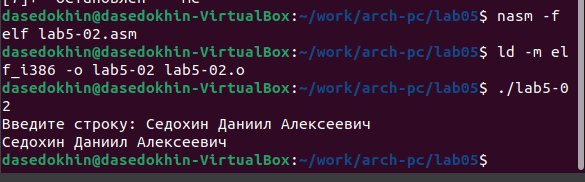 dasedokhin@dasedokhin-VirtualBox:~/work/arch-pc/lab05$ nasm -f
elf lab5-02.asm
dasedokhin@dasedokhin-VirtualBox:~/work/arch-pc/lab05$ ld -m el
f_i386 -o lab5-02 lab5-02.o
dasedokhin@dasedokhin-VirtualBox:~/work/arch-pc/lab05$ ./lab5-0
2
Введите строку: Седохин Даниил Алексеевич
Седохин Даниил Алексеевич
dasedokhin@dasedokhin-VirtualBox:~/work/arch-pc/lab05$